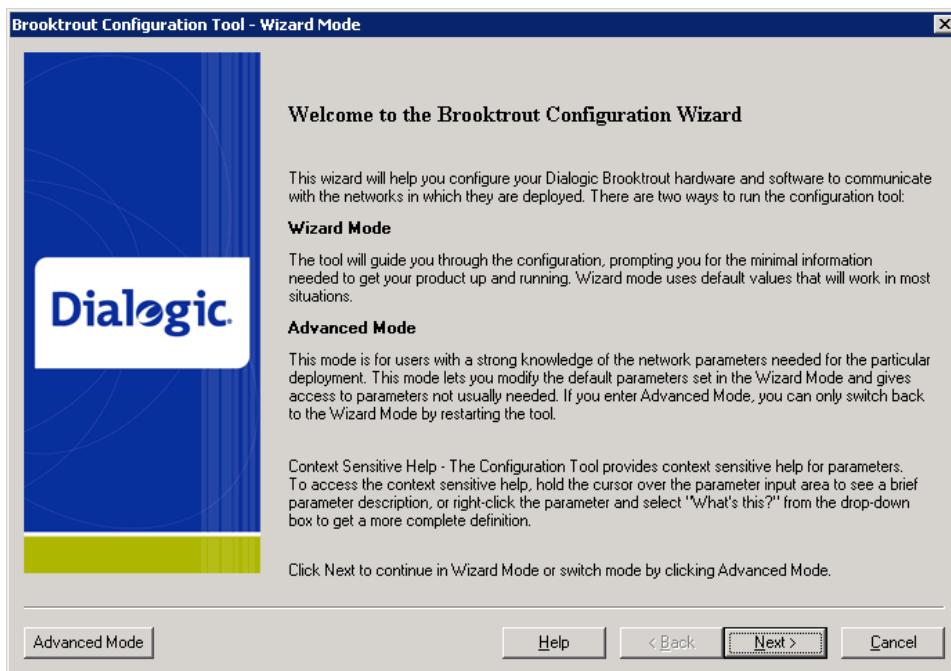 Brooktrout Configuration Tool - Wizard Mode
Welcome to the Brooktrout Configuration Wizard
This wizard will help you configure your Dialogic Brooktrout hardware and software to communicate
with the networks in which they are deployed. There are two ways to run the configuration tool:
Wizard Mode
The tool will guide you through the configuration, prompting you for the minimal information
needed to get your product up and running. Wizard mode uses default values that will work in most
situations.
Dialogic.
Advanced Mode
This mode is for users with a strong knowledge of the network parameters needed for the particular
deployment. This mode lets you modify the default parameters set in the Wizard Mode and gives
access to parameters not usually needed. If you enter Advanced Mode, you can only switch back
to the Wizard Mode by restarting the tool.
Context Sensitive Help - The Configuration Tool provides context sensitive help for parameters.
To access the context sensitive help, hold the cursor over the parameter input area to see a brief
parameter description, or right-click the parameter and select "What's this?" from the drop-down
box to get a more complete definition.
Click Next to continue in Wizard Mode or switch mode by clicking Advanced Mode.
Advanced Mode
Help
< Back
Next >
Cancel